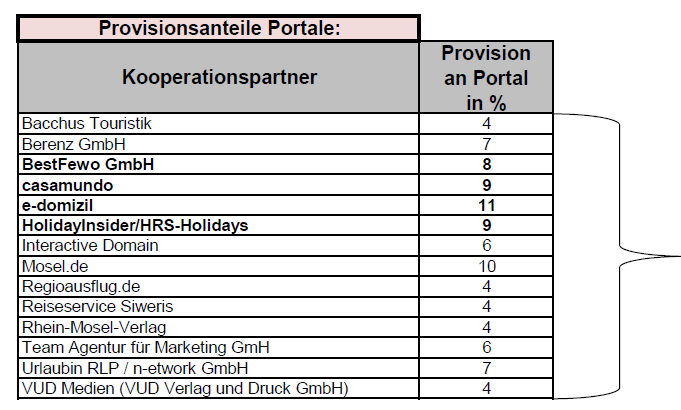 Provisionsanteile Portale:
Kooperationspartner
Provision
an Portal
in %
Bacchus Touristik 4
Berenz GmbH 7
BestFewo GmbH 8
casamundo 9
e-domizil 11
HolidayInsider/HRS-Holidays 9
Interactive Domain 6
Mosel.de 10
Regioausflug.de 4
Reiseservice Siweris 4
Rhein-Mosel-Verlag 4
Team Agentur für Marketing GmH 6
Urlaubin RLP / n-etwork GmbH 7
VUD Medien (VUD Verlag und Druck GmbH) 4